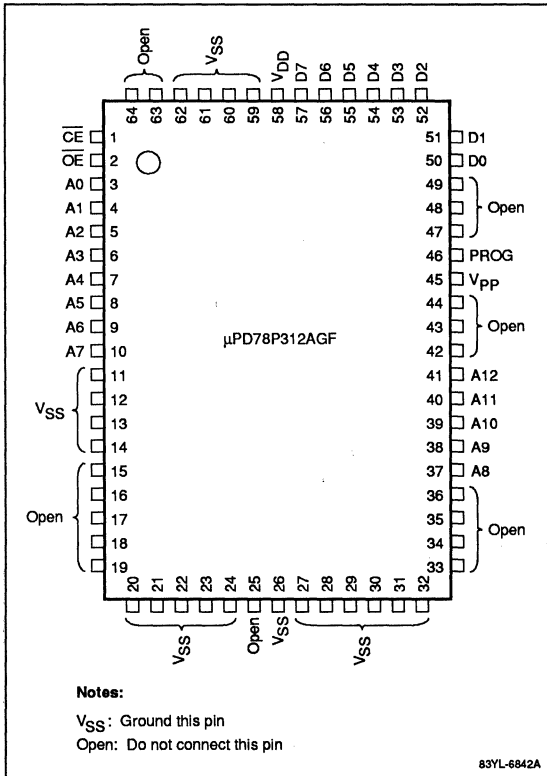 Open
VSS
VDD
D7
D6
D5
D4
D3
D2
64 63 62 61 60 59 58 57 56 55 54 53 52
CE 1
OE 2
A0 3
A1 4
A2 5
A3 6
A4 7
A5 8
A6 9
A7 10
11
12
13
14
VSS
15
16
17
18
19
Open
μPD78P312AGF
51 D1
50 D0
49
48
47
Open
46 PROG
45 VPP
44
43
42
Open
41 A12
40 A11
39 A10
38 A9
37 A8
36
35
34
33
Open
20 21 22 23 24 25 26 27 28 29 30 31 32
VSS
Open
VSS
VSS
Notes:
VSS: Ground this pin
Open: Do not connect this pin
83YL-6842A